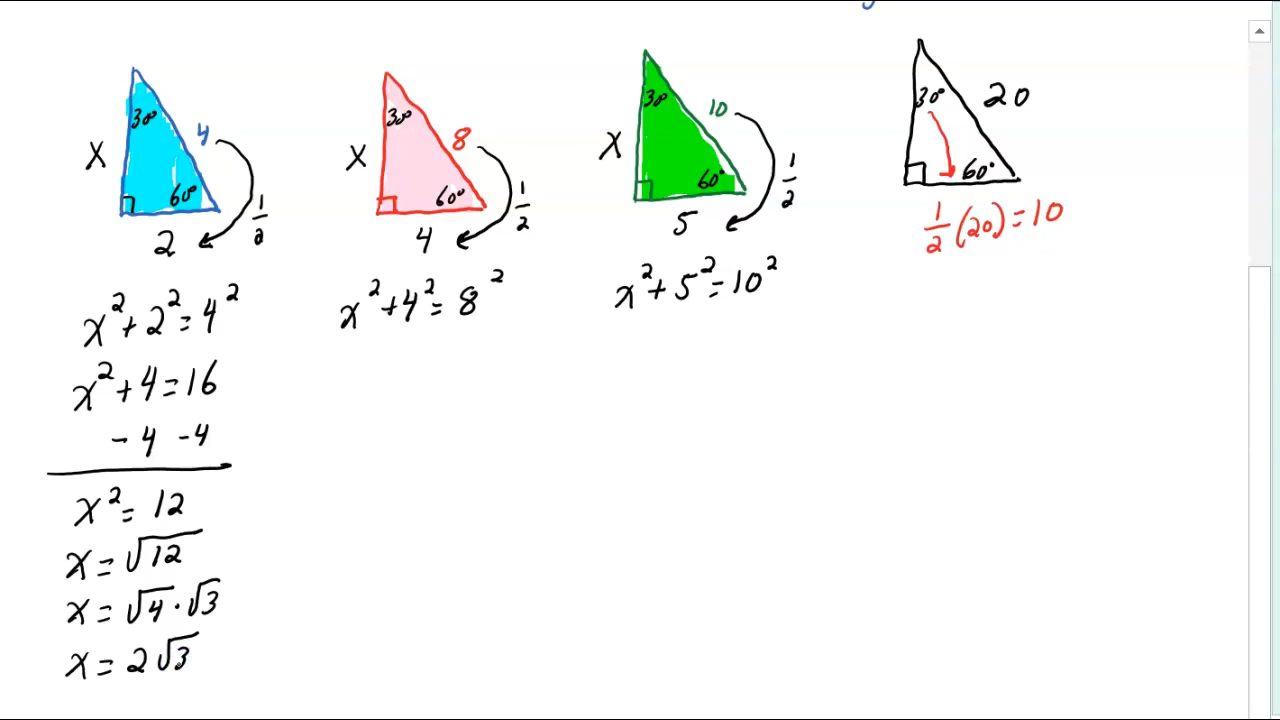 30°
4
X
60°
1/2
2
x² + 2² = 4²
x² + 4 = 16
- 4 - 4
x² = 12
x = √12
x = √4 · √3
x = 2√3
30°
8
X
60°
1/2
4
x² + 4² = 8²
30
10
X
60°
1/2
5
x² + 5² = 10²
30°
20
60°
1/2 (20) = 10